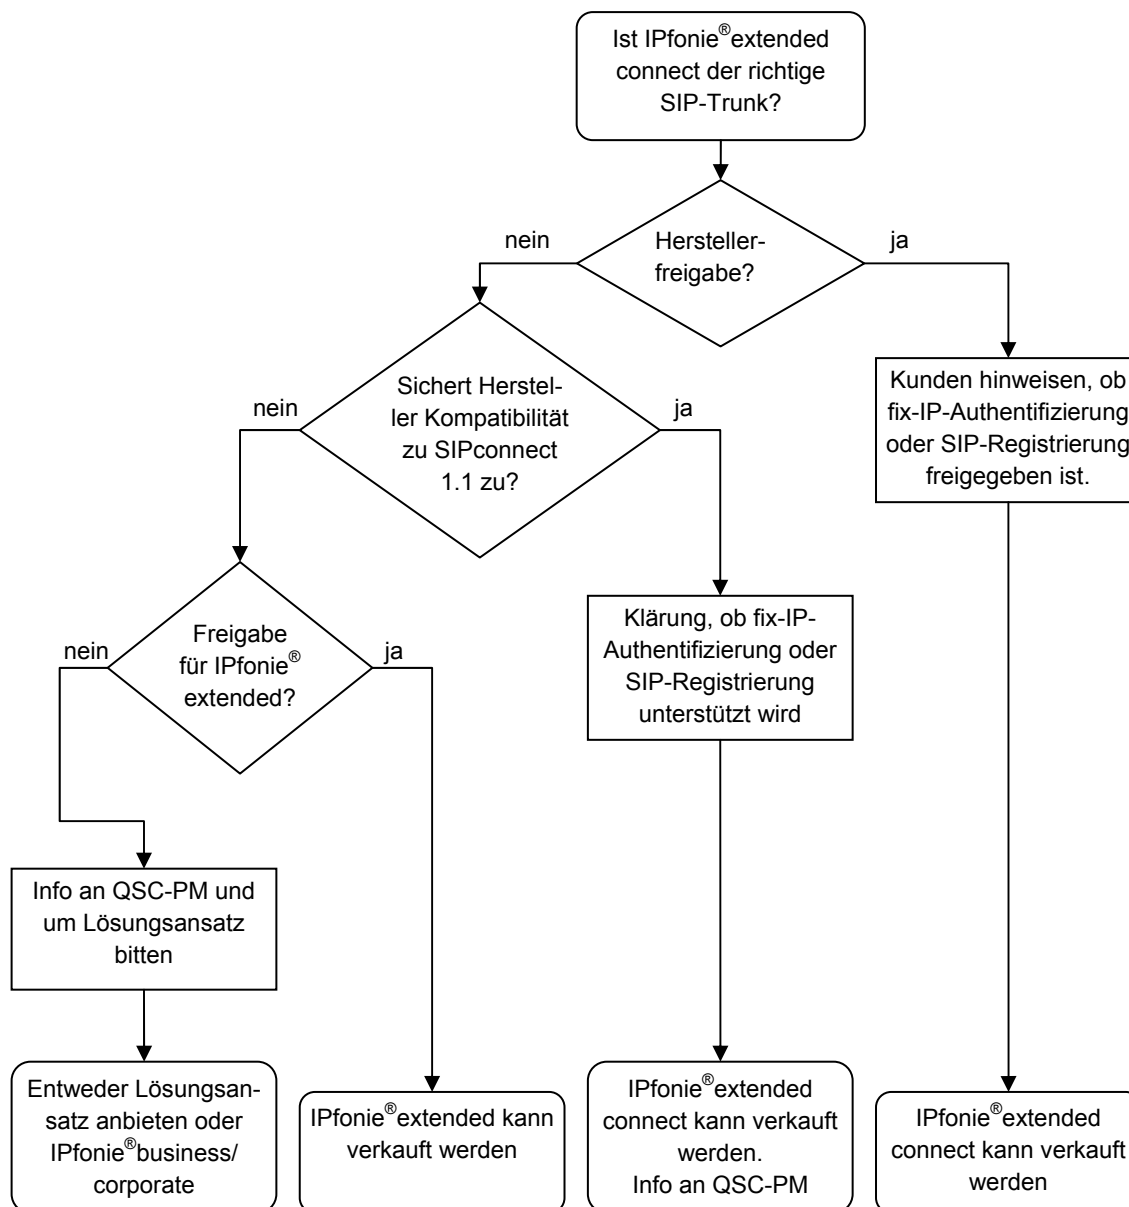 Ist IPfonie®extended
connect der richtige
SIP-Trunk?
nein
Hersteller-
freigabe?
ja
nein
Sichert Herstel-
ler Kompatibilität
zu SIPconnect
1.1 zu?
ja
Kunden hinweisen, ob
fix-IP-Authentifizierung
oder SIP-Registrierung
freigegeben ist.
nein
Freigabe
für IPfonie®
extended?
ja
Klärung, ob fix-IP-
Authentifizierung oder
SIP-Registrierung
unterstützt wird
Info an QSC-PM und
um Lösungsansatz
bitten
Entweder Lösungsan-
satz anbieten oder
IPfonie®business/
corporate
IPfonie®extended kann
verkauft werden
IPfonie®extended
connect kann verkauft
werden.
Info an QSC-PM
IPfonie®extended
connect kann verkauft
werden